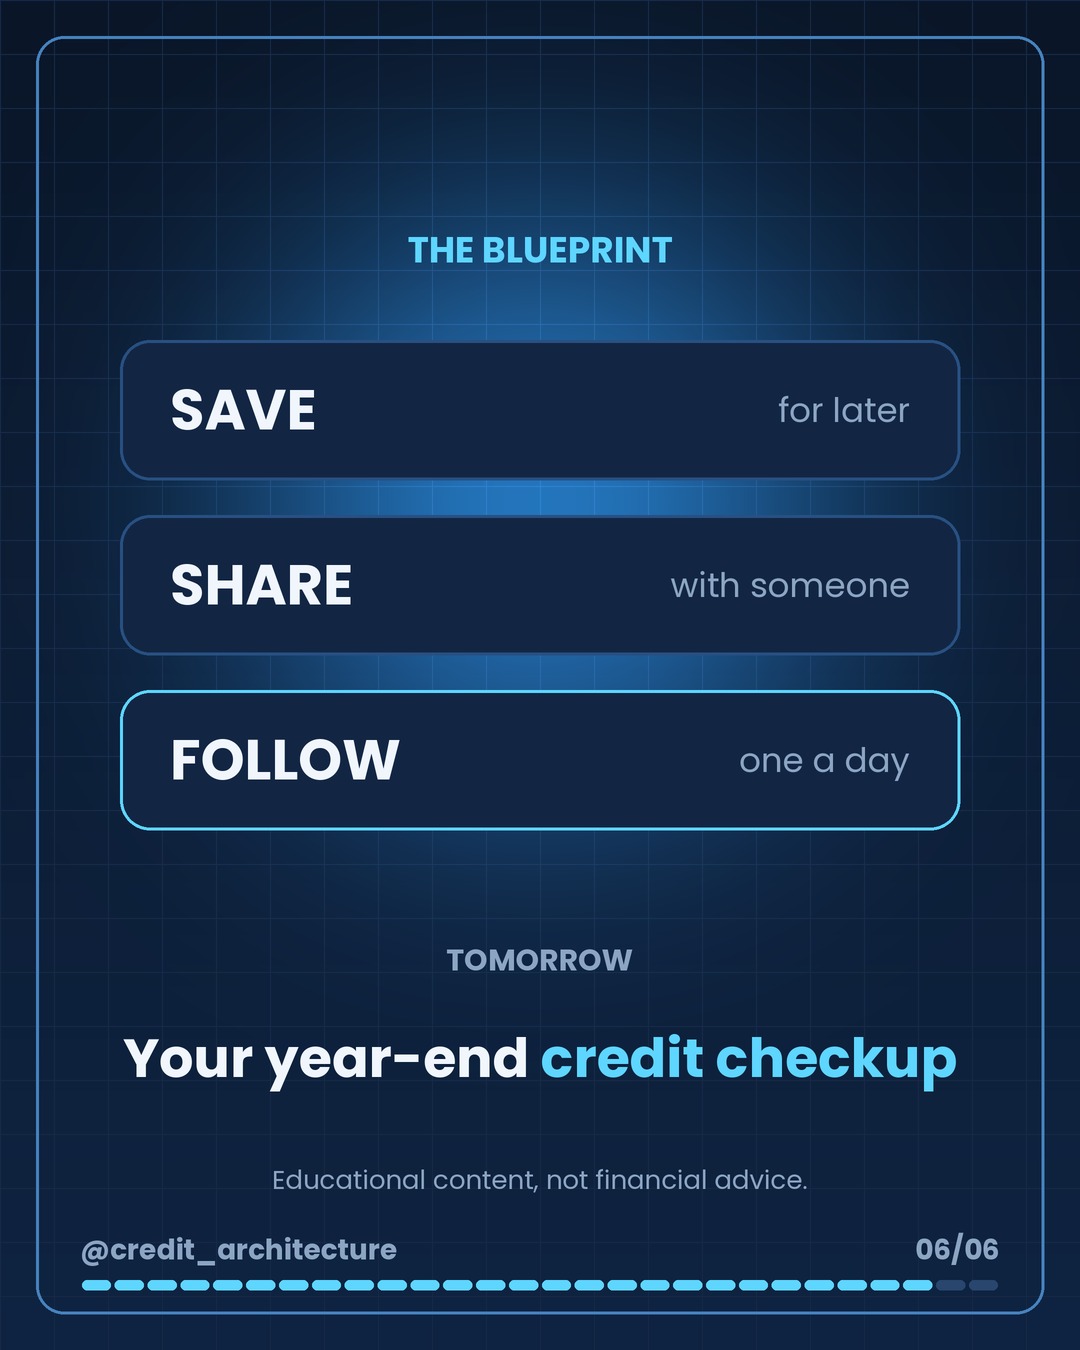 THE BLUEPRINT
SAVE for later
SHARE with someone
FOLLOW one a day
TOMORROW
Your year-end credit checkup
Educational content, not financial advice.
@credit_architecture 06/06